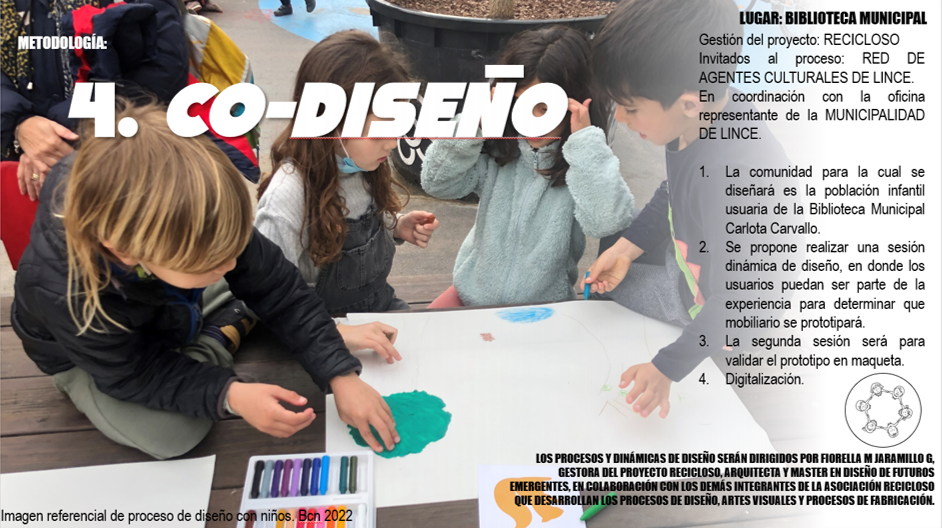 METODOLOGÍA:
4. CO-DISEÑO
LUGAR: BIBLIOTECA MUNICIPAL
Gestión del proyecto: RECICLOSO
Invitados al proceso: RED DE
AGENTES CULTURALES DE LINCE.
En coordinación con la oficina
representante de la MUNICIPALIDAD
DE LINCE.
1. La comunidad para la cual se
diseñará es la población infantil
usuaria de la Biblioteca Municipal
Carlota Carvallo.
2. Se propone realizar una sesión
dinámica de diseño, en donde los
usuarios puedan ser parte de la
experiencia para determinar que
mobiliario se prototipará.
3. La segunda sesión será para
validar el prototipo en maqueta.
4. Digitalización.
LOS PROCESOS Y DINÁMICAS DE DISEÑO SERÁN DIRIGIDOS POR FIORELLA M JARAMILLO G,
GESTORA DEL PROYECTO RECICLOSO, ARQUITECTA Y MASTER EN DISEÑO DE FUTUROS
EMERGENTES, EN COLABORACIÓN CON LOS DEMÁS INTEGRANTES DE LA ASOCIACIÓN RECICLOSO
QUE DESARROLLAN LOS PROCESOS DE DISEÑO, ARTES VISUALES Y PROCESOS DE FABRICACIÓN.
Imagen referencial de proceso de diseño con niños. Bcn 2022